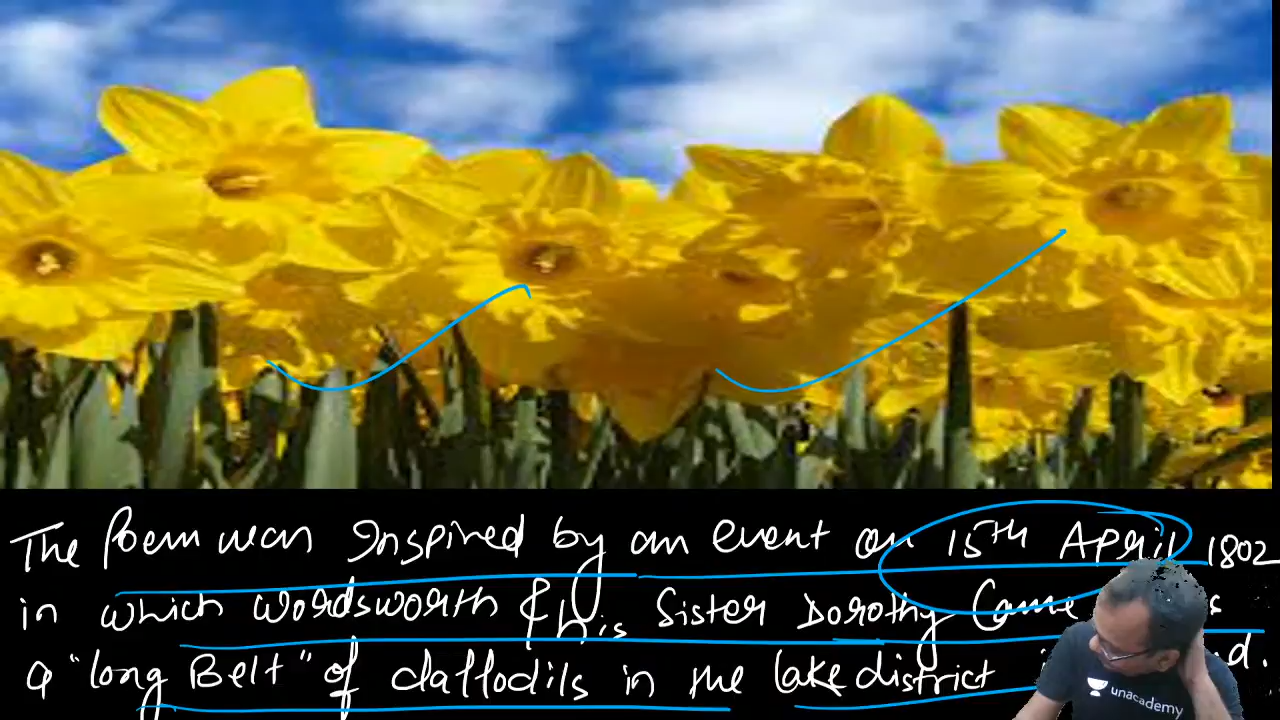 The Poem was Inspired by an event on 15th April 1802
in which wordsworth & his Sister Dorothy Came
a "long Belt" of daffodils in the lake district
unacademy